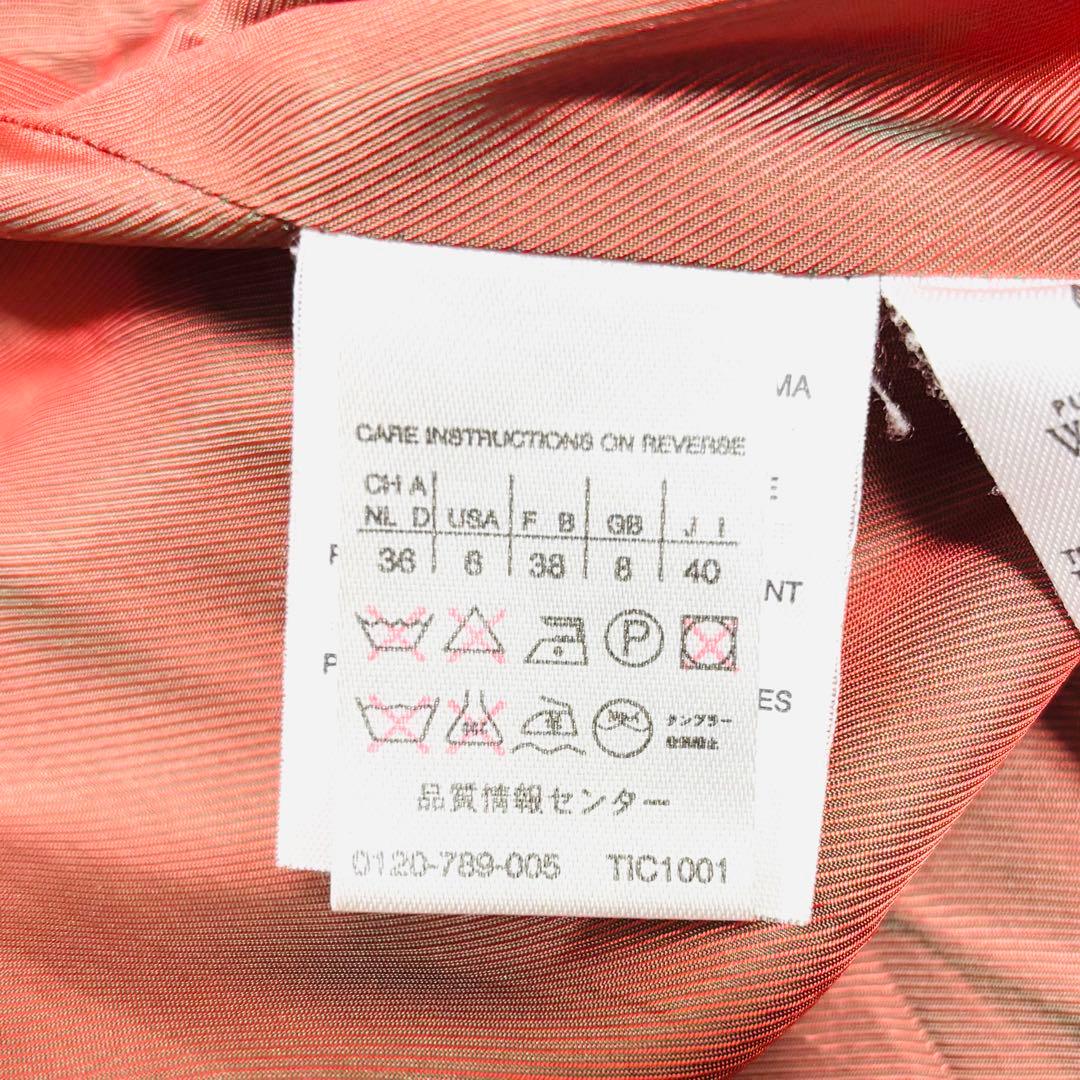 CARE INSTRUCTIONS ON REVERSE
CH A
NL D USA F B GB J I
36 6 38 8 40
P
タンブラー
品質情報センター
0120-789-005 TIC1001
MA
E
NT
ES
P
PU